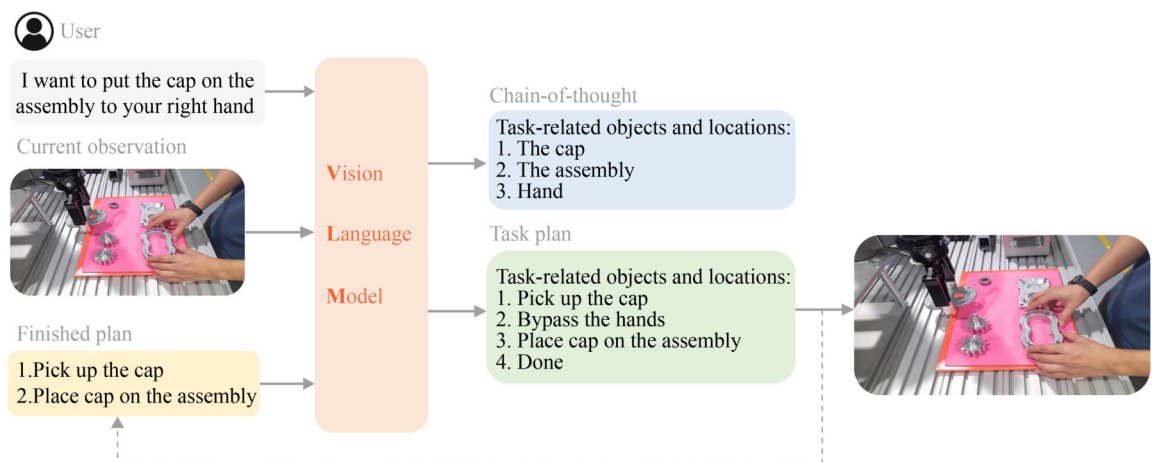 User
I want to put the cap on the
assembly to your right hand
Current observation
Finished plan
1.Pick up the cap
2.Place cap on the assembly
Vision
Language
Model
Chain-of-thought
Task-related objects and locations:
1. The cap
2. The assembly
3. Hand
Task plan
Task-related objects and locations:
1. Pick up the cap
2. Bypass the hands
3. Place cap on the assembly
4. Done